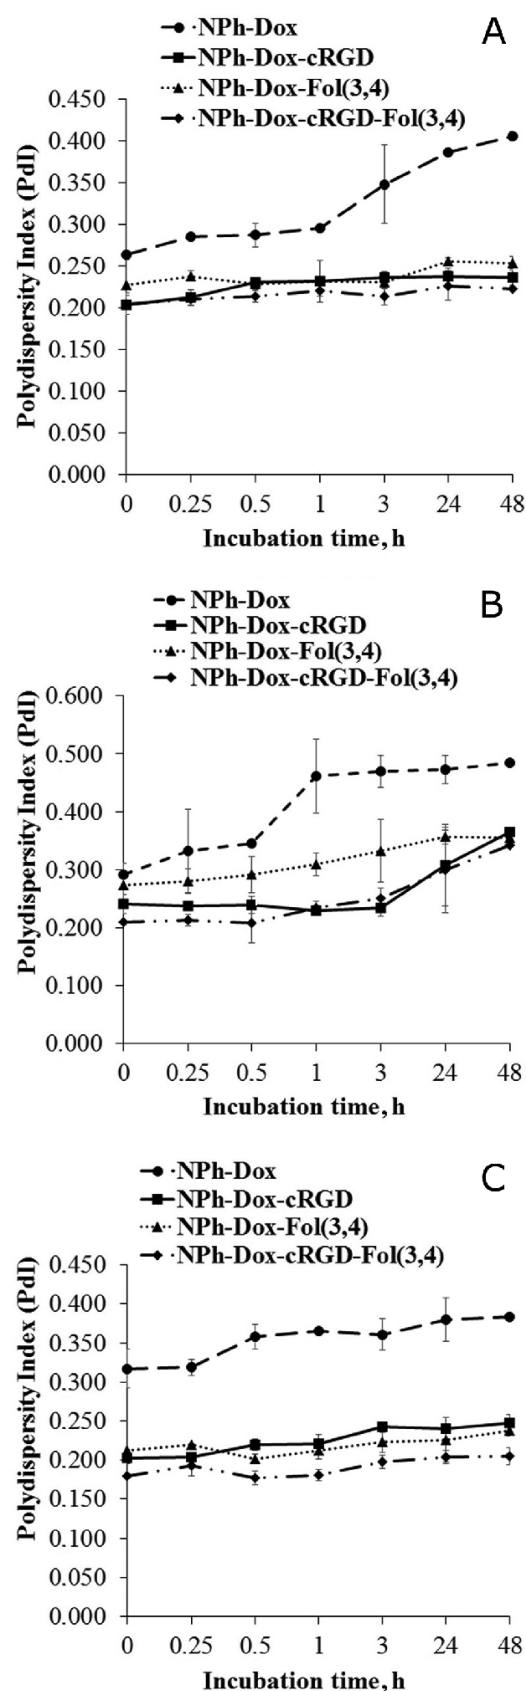 NPh-Dox
A
NPh-Dox-cRGD
NPh-Dox-Fol(3,4)
NPh-Dox-cRGD-Fol(3,4)
Polydispersity Index (PdI)
0.450
0.400
0.350
0.300
0.250
0.200
0.150
0.100
0.050
0.000
0 0.25 0.5 1 3 24 48
Incubation time, h
NPh-Dox
B
NPh-Dox-cRGD
NPh-Dox-Fol(3,4)
NPh-Dox-cRGD-Fol(3,4)
Polydispersity Index (PdI)
0.600
0.500
0.400
0.300
0.200
0.100
0.000
0 0.25 0.5 1 3 24 48
Incubation time, h
NPh-Dox
C
NPh-Dox-cRGD
NPh-Dox-Fol(3,4)
NPh-Dox-cRGD-Fol(3,4)
Polydispersity Index (PdI)
0.450
0.400
0.350
0.300
0.250
0.200
0.150
0.100
0.050
0.000
0 0.25 0.5 1 3 24 48
Incubation time, h